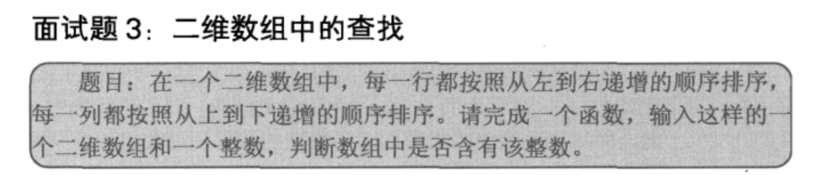 面试题 3：二维数组中的查找
题目：在一个二维数组中，每一行都按照从左到右递增的顺序排序，
每一列都按照从上到下递增的顺序排序。请完成一个函数，输入这样的一
个二维数组和一个整数，判断数组中是否含有该整数。